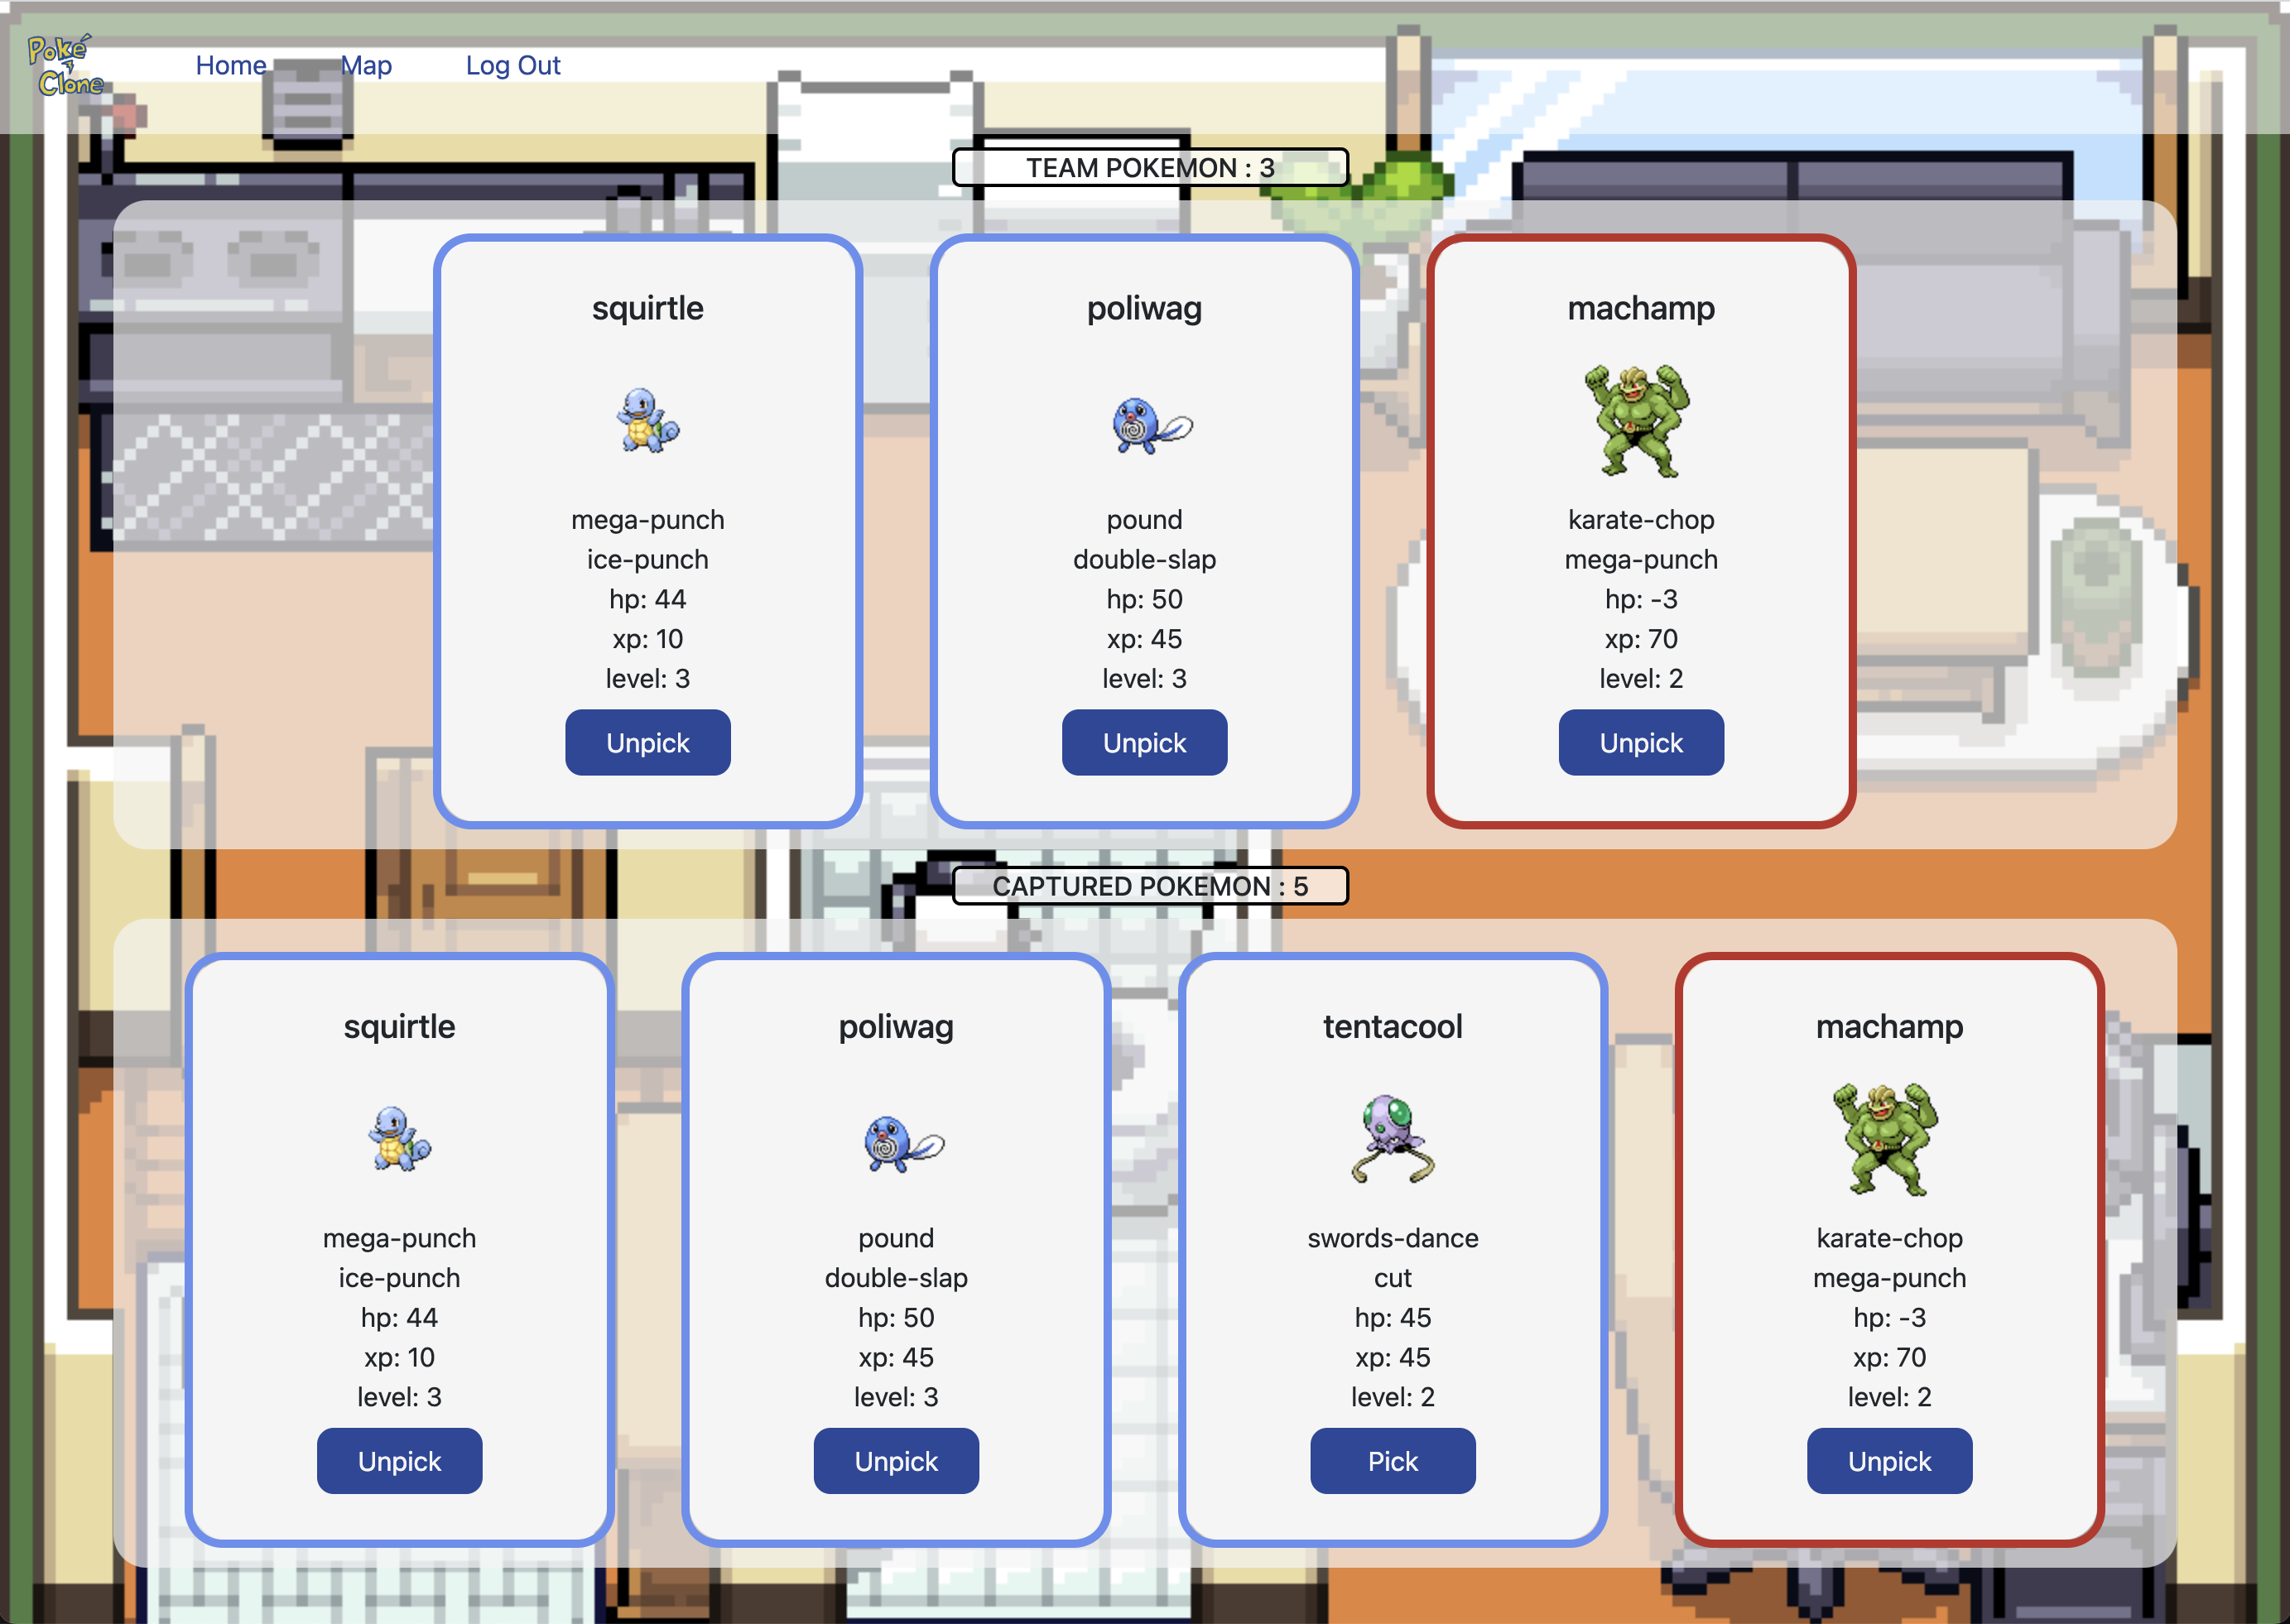 Poké
Clone
Home Map Log Out
TEAM POKEMON : 3
squirtle
mega-punch
ice-punch
hp: 44
xp: 10
level: 3
Unpick
poliwag
pound
double-slap
hp: 50
xp: 45
level: 3
Unpick
machamp
karate-chop
mega-punch
hp: -3
xp: 70
level: 2
Unpick
CAPTURED POKEMON : 5
squirtle
mega-punch
ice-punch
hp: 44
xp: 10
level: 3
Unpick
poliwag
pound
double-slap
hp: 50
xp: 45
level: 3
Unpick
tentacool
swords-dance
cut
hp: 45
xp: 45
level: 2
Pick
machamp
karate-chop
mega-punch
hp: -3
xp: 70
level: 2
Unpick